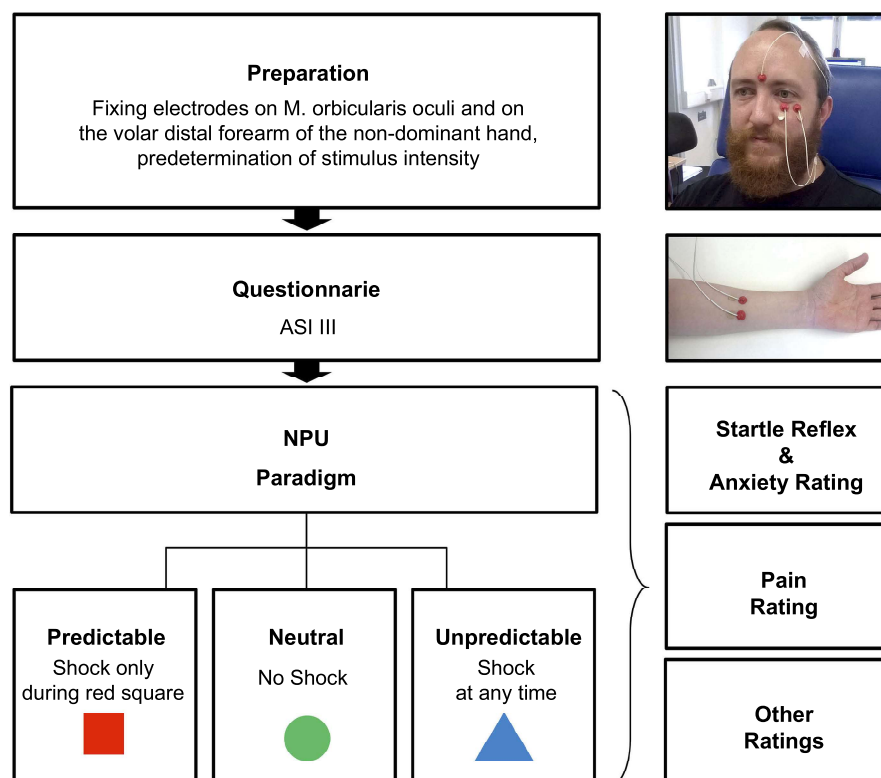 Preparation
Fixing electrodes on M. orbicularis oculi and on
the volar distal forearm of the non-dominant hand,
predetermination of stimulus intensity
Questionnarie
ASI III
NPU
Paradigm
Predictable
Shock only
during red square
Neutral
No Shock
Unpredictable
Shock
at any time
Startle Reflex
&
Anxiety Rating
Pain
Rating
Other
Ratings